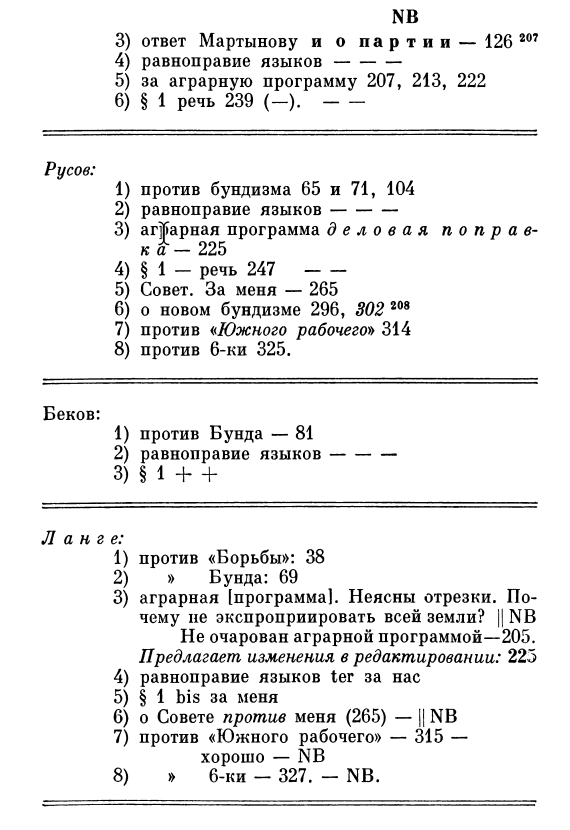 NB
3) ответ Мартынову и о партии — 126 207
4) равноправие языков — — —
5) за аграрную программу 207, 213, 222
6) § 1 речь 239 (—). — —
Русов:
1) против бундизма 65 и 71, 104
2) равноправие языков — — —
3) аграрная программа деловая поправ-
ка — 225
4) § 1 — речь 247 — —
5) Совет. За меня — 265
6) о новом бундизме 296, 302 208
7) против «Южного рабочего» 314
8) против 6-ки 325.
Беков:
1) против Бунда — 81
2) равноправие языков — — —
3) § 1 + +
Ланге:
1) против «Борьбы»: 38
2) » Бунда: 69
3) аграрная [программа]. Неясны отрезки. По-
чему не экспроприировать всей земли? || NB
Не очарован аграрной программой—205.
Предлагает изменения в редактировании: 225
4) равноправие языков ter за нас
5) § 1 bis за меня
6) о Совете против меня (265) — || NB
7) против «Южного рабочего» — 315 —
хорошо — NB
8) » 6-ки — 327. — NB.